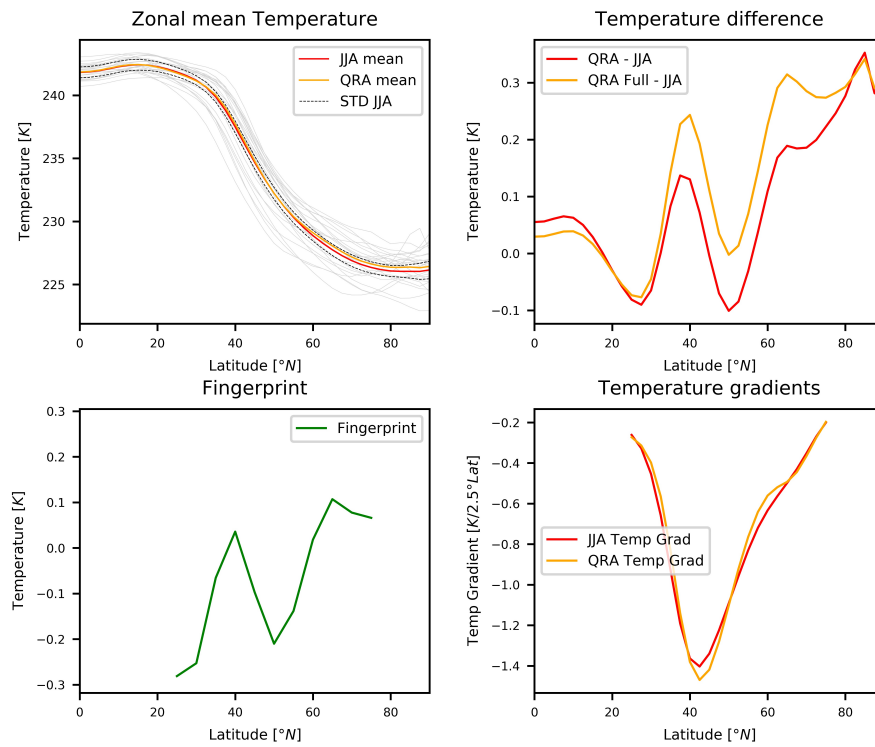 Zonal mean Temperature
Temperature [K]
240
235
230
225
JJA mean
QRA mean
STD JJA
0 20 40 60 80
Latitude [°N]
Temperature difference
Temperature [K]
0.3
0.2
0.1
0.0
−0.1
QRA - JJA
QRA Full - JJA
0 20 40 60 80
Latitude [°N]
Fingerprint
Temperature [K]
0.3
0.2
0.1
0.0
−0.1
−0.2
−0.3
Fingerprint
0 20 40 60 80
Latitude [°N]
Temperature gradients
Temp Gradient [K/2.5°Lat]
−0.2
−0.4
−0.6
−0.8
−1.0
−1.2
−1.4
JJA Temp Grad
QRA Temp Grad
0 20 40 60 80
Latitude [°N]